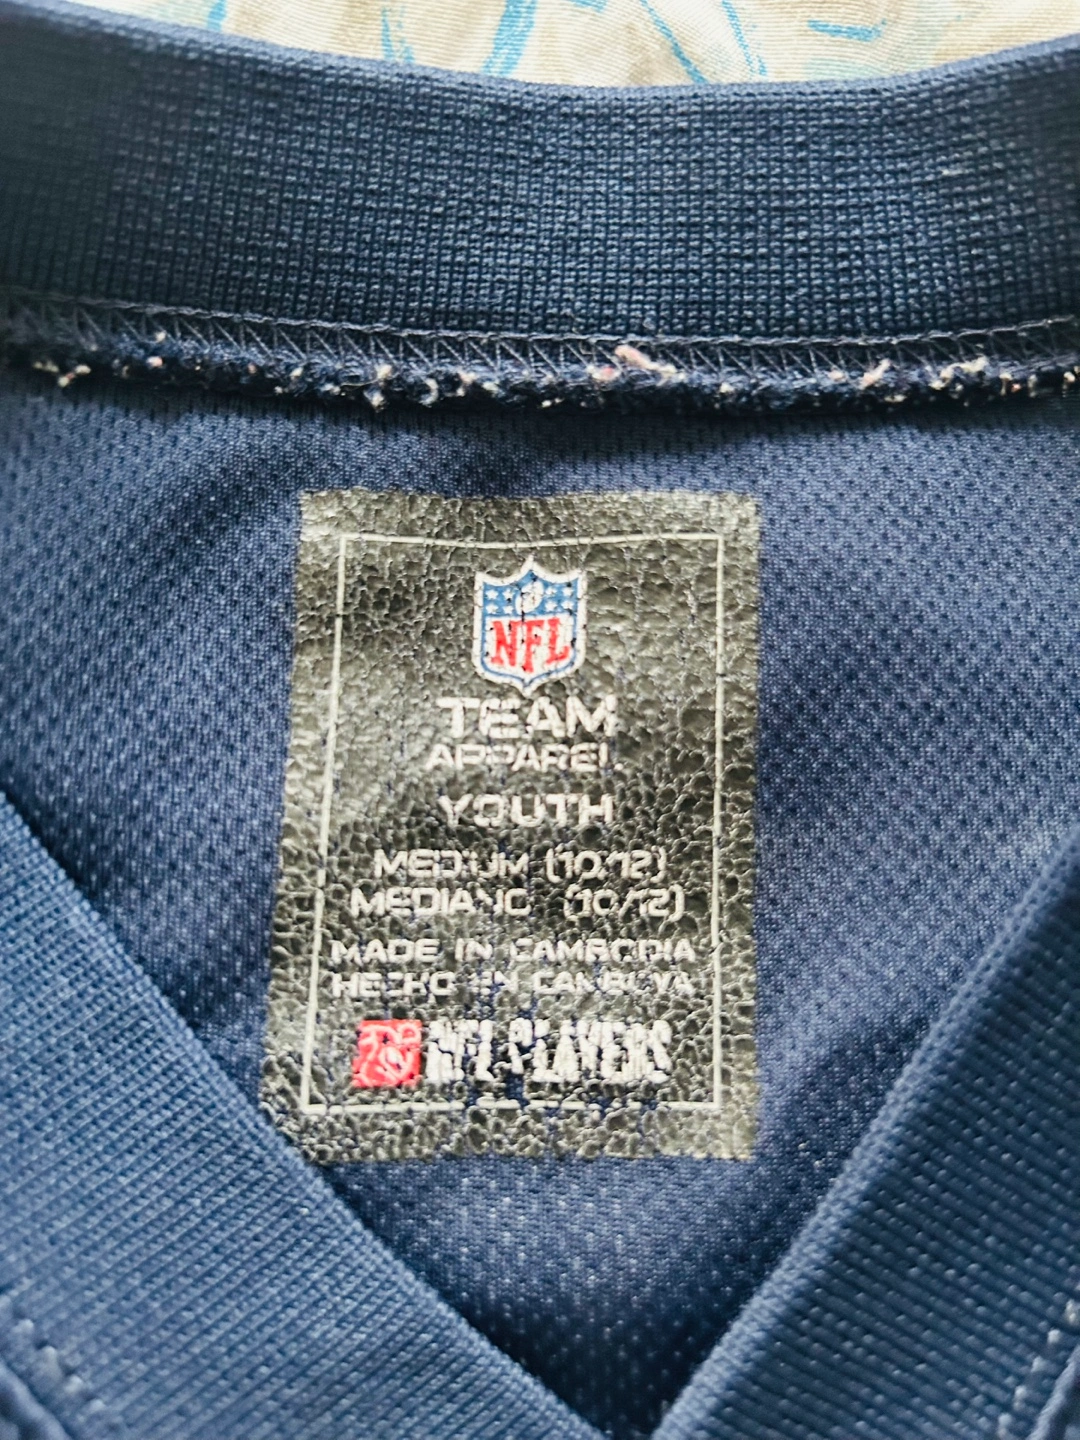 NFL
TEAM
APPAREL
YOUTH
MEDIUM (10/12)
MEDIANO (10/12)
MADE IN CAMBODIA
HECHO EN CAMBOYA
NFL PLAYERS